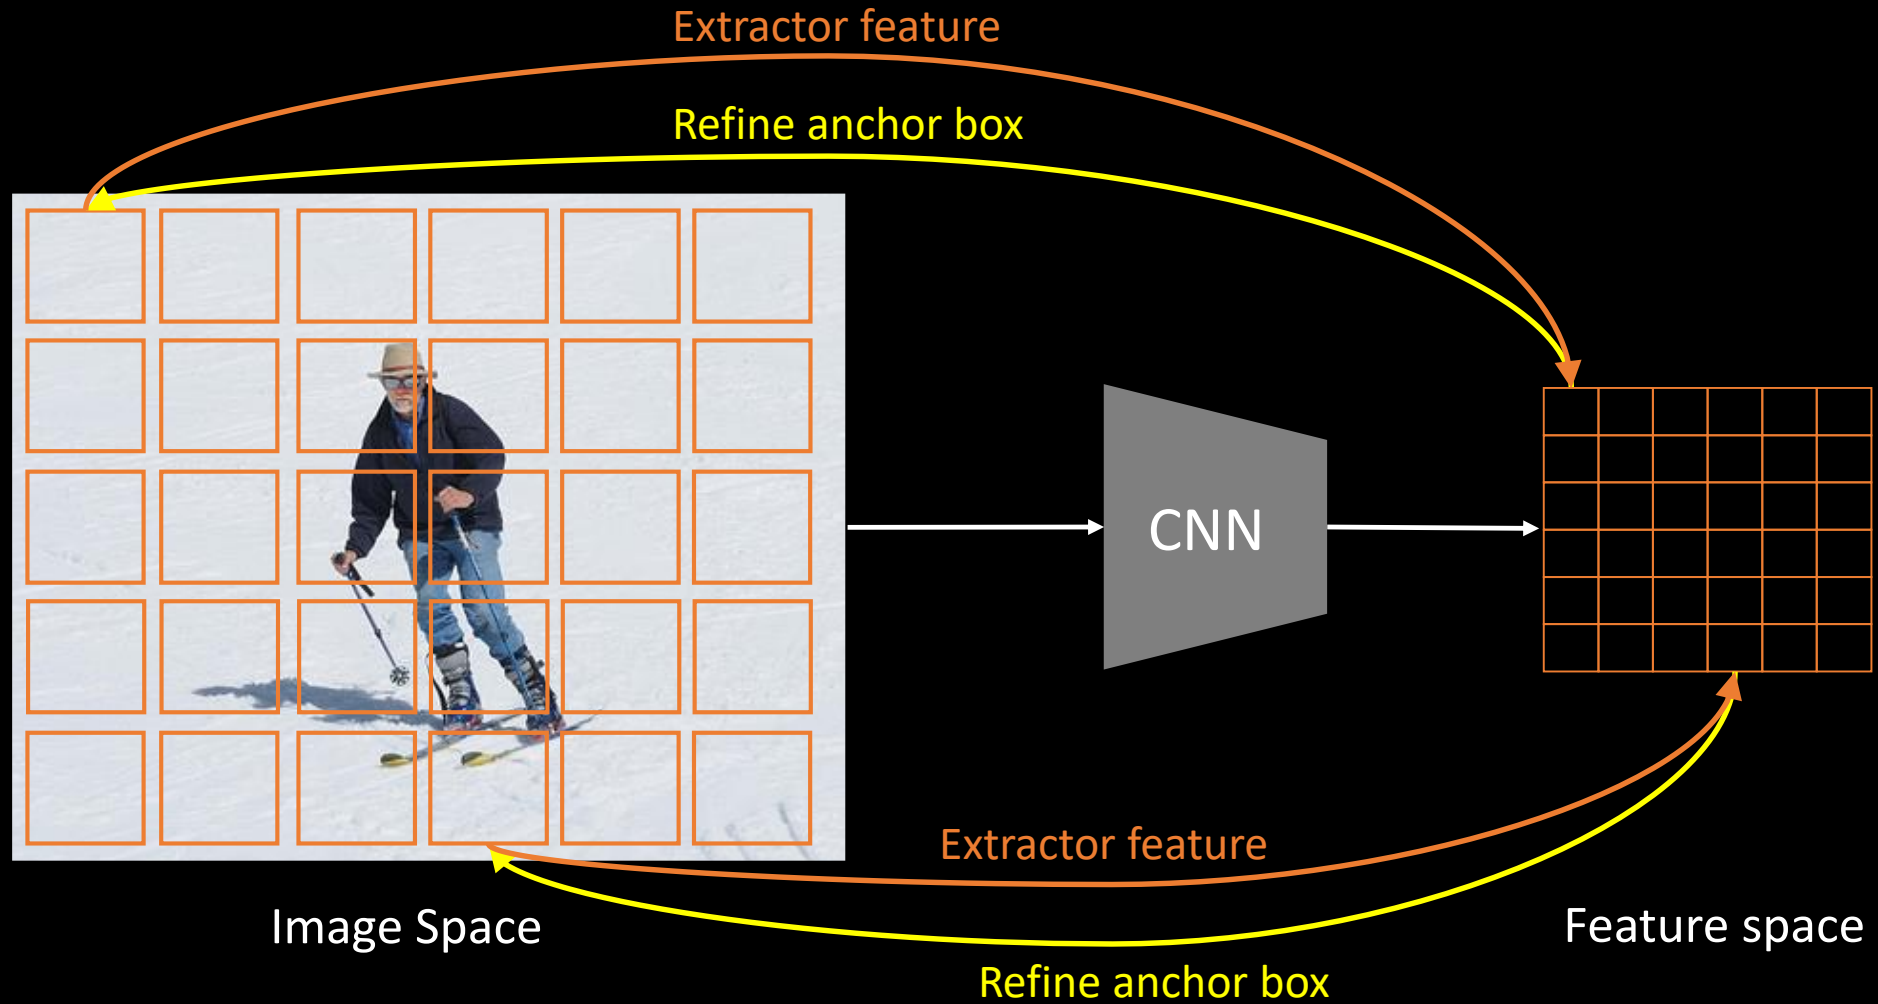 Extractor feature
Refine anchor box
CNN
Extractor feature
Image Space
Feature space
Refine anchor box